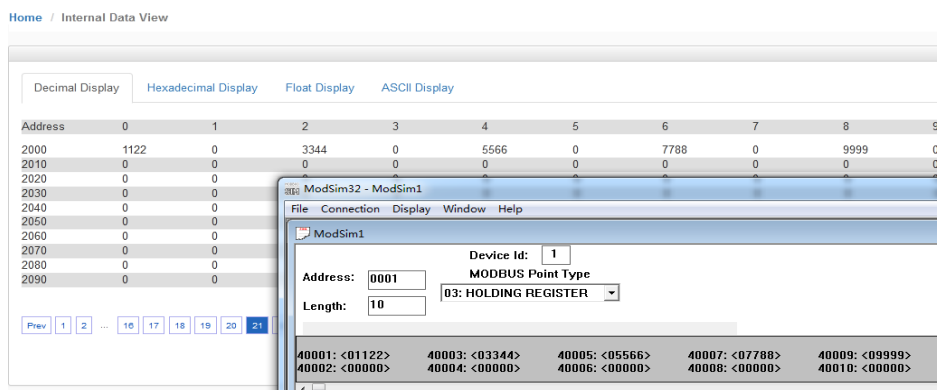 Home / Internal Data View
Decimal Display Hexadecimal Display Float Display ASCII Display
Address 0 1 2 3 4 5 6 7 8 9
2000 1122 0 3344 0 5566 0 7788 0 9999 0
2010 0 0 0 0 0 0 0 0 0 0
2020 0 0
2030 0 0
2040 0 0
2050 0 0
2060 0 0
2070 0 0
2080 0 0
2090 0 0
Prev 1 2 ... 16 17 18 19 20 21
ModSim32 - ModSim1
File Connection Display Window Help
ModSim1
Device Id: 1
Address: 0001 MODBUS Point Type
03: HOLDING REGISTER
Length: 10
40001: <01122> 40003: <03344> 40005: <05566> 40007: <07788> 40009: <09999>
40002: <00000> 40004: <00000> 40006: <00000> 40008: <00000> 40010: <00000>